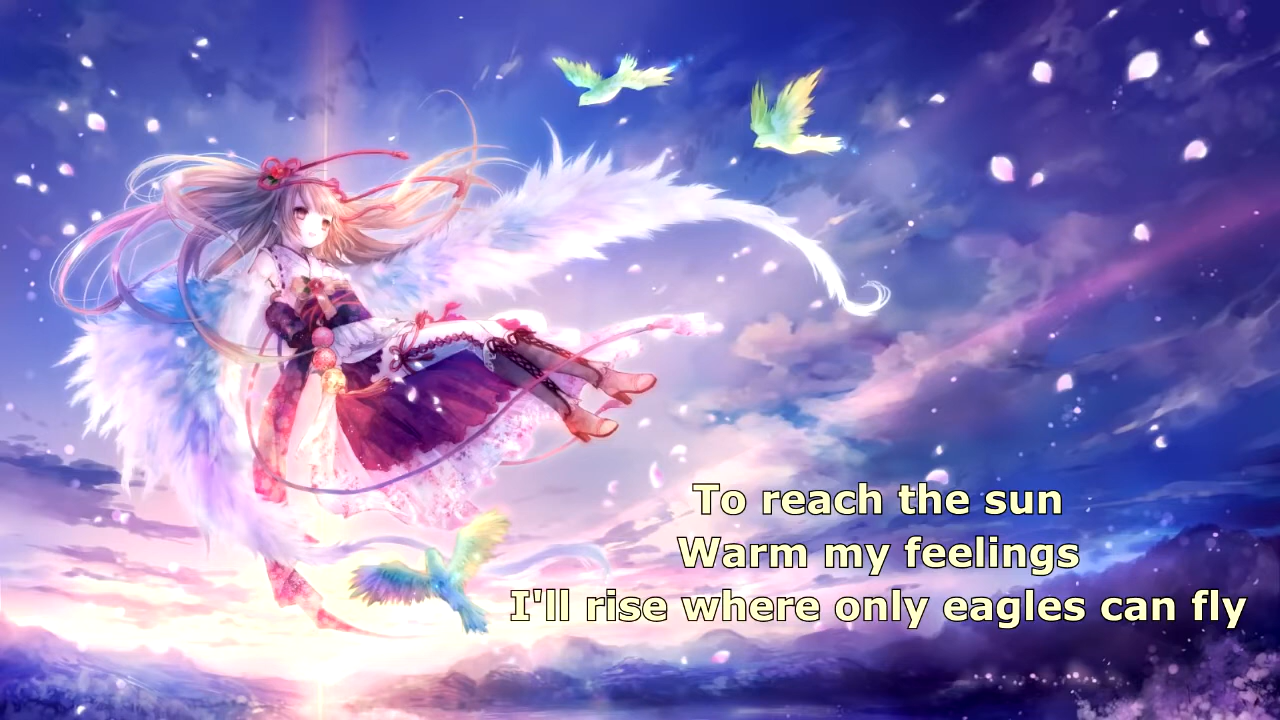 To reach the sun
Warm my feelings
I'll rise where only eagles can fly